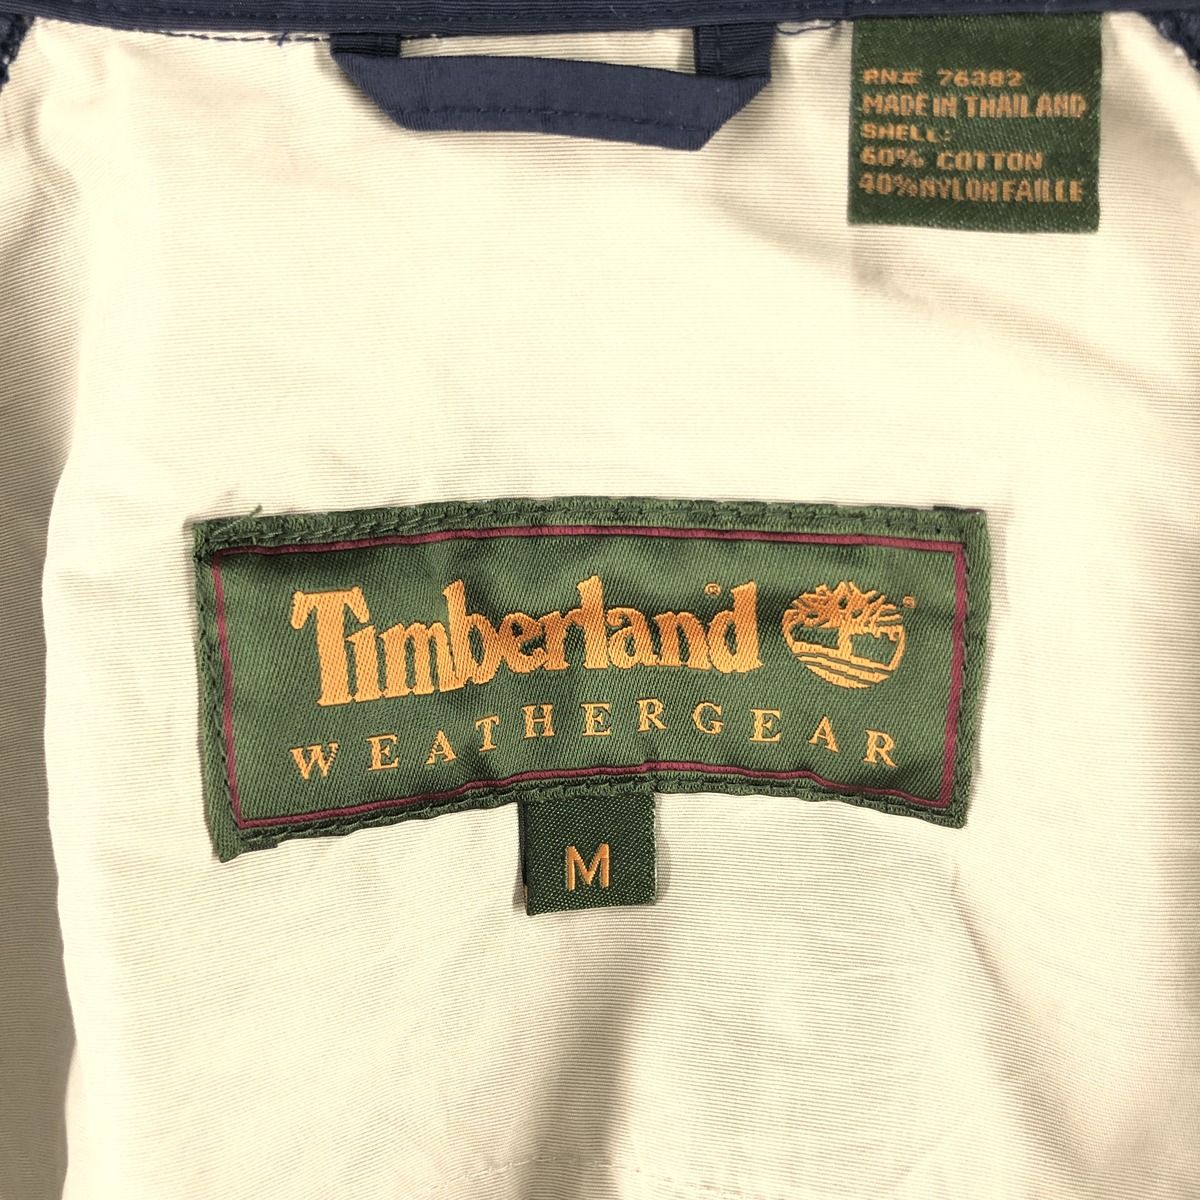 RN# 76382
MADE IN THAILAND
SHELL:
60% COTTON
40% NYLON FAILLE
Timberland®
WEATHERGEAR
M